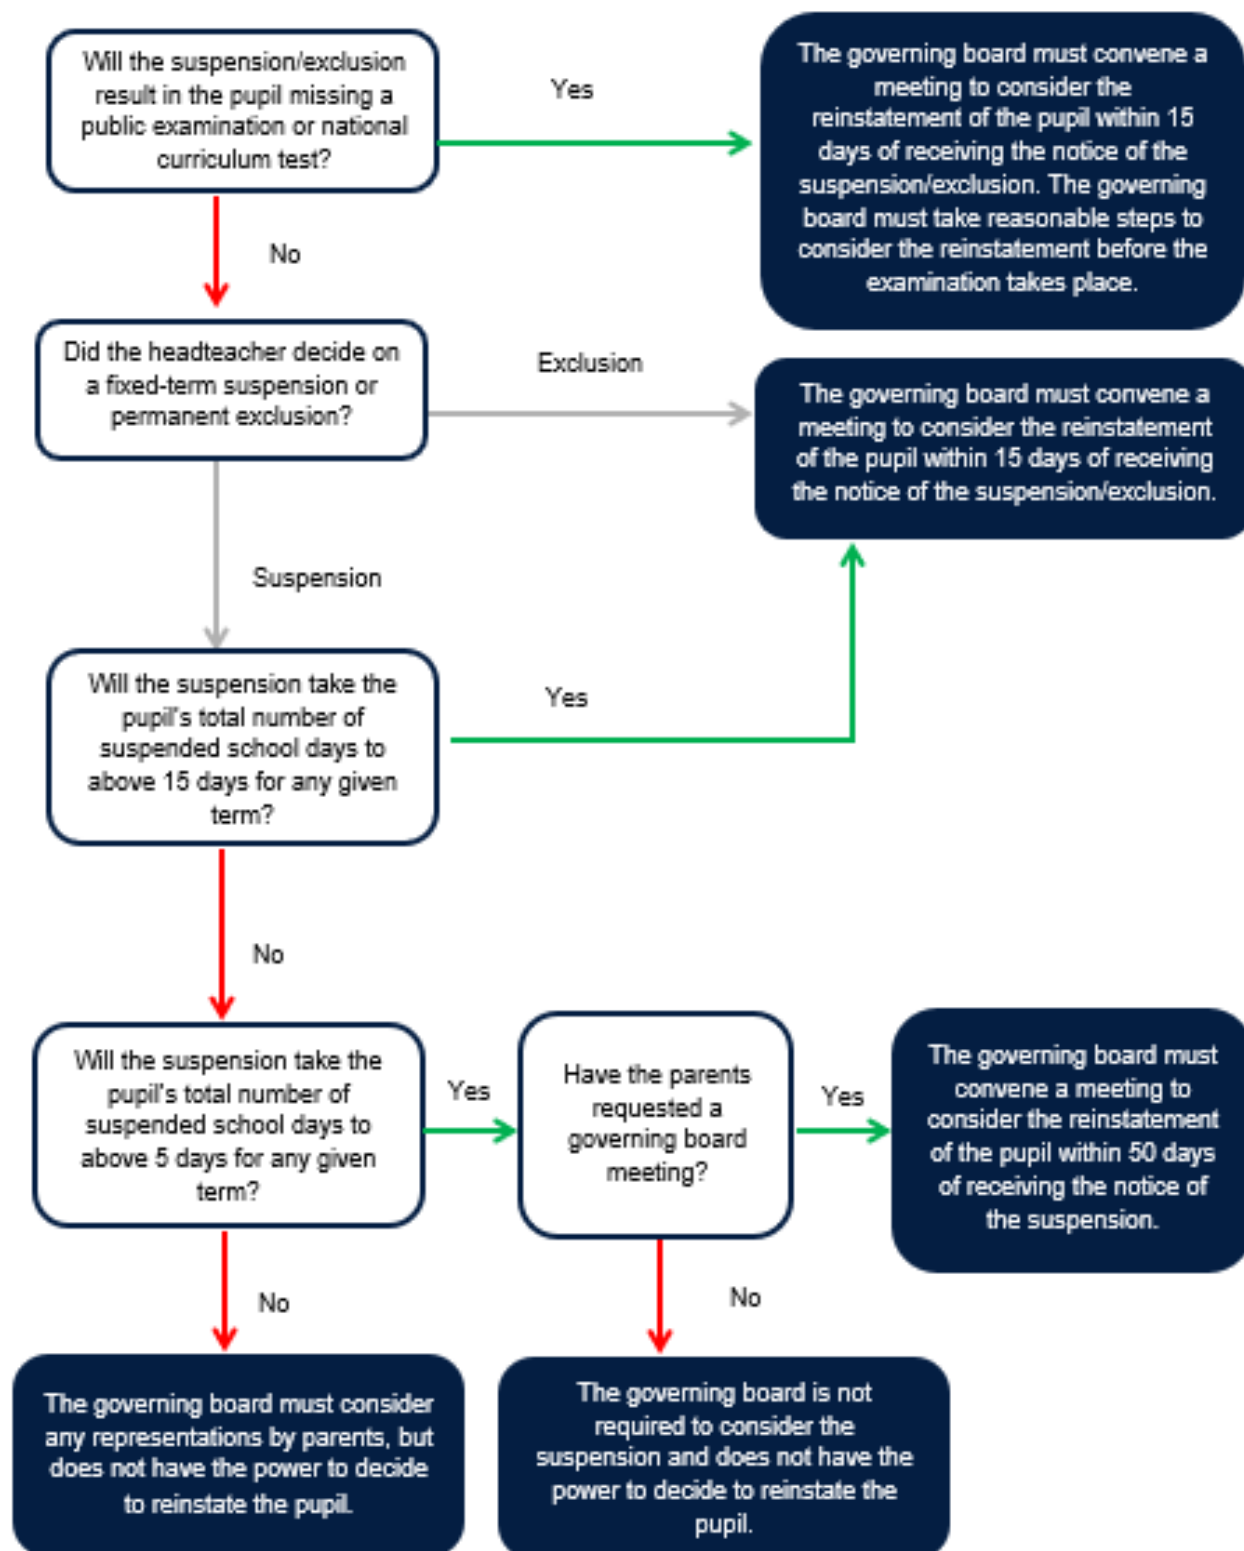 Will the suspension/exclusion
result in the pupil missing a
public examination or national
curriculum test?
Yes
The governing board must convene a
meeting to consider the
reinstatement of the pupil within 15
days of receiving the notice of the
suspension/exclusion. The governing
board must take reasonable steps to
consider the reinstatement before the
examination takes place.
No
Did the headteacher decide on
a fixed-term suspension or
permanent exclusion?
Exclusion
The governing board must convene a
meeting to consider the reinstatement
of the pupil within 15 days of receiving
the notice of the suspension/exclusion.
Suspension
Will the suspension take the
pupil's total number of
suspended school days to
above 15 days for any given
term?
Yes
No
Will the suspension take the
pupil's total number of
suspended school days to
above 5 days for any given
term?
Yes
Have the parents
requested a
governing board
meeting?
Yes
The governing board must
convene a meeting to
consider the reinstatement
of the pupil within 50 days
of receiving the notice of
the suspension.
No
No
The governing board must consider
any representations by parents, but
does not have the power to decide
to reinstate the pupil.
The governing board is not
required to consider the
suspension and does not have the
power to decide to reinstate the
pupil.